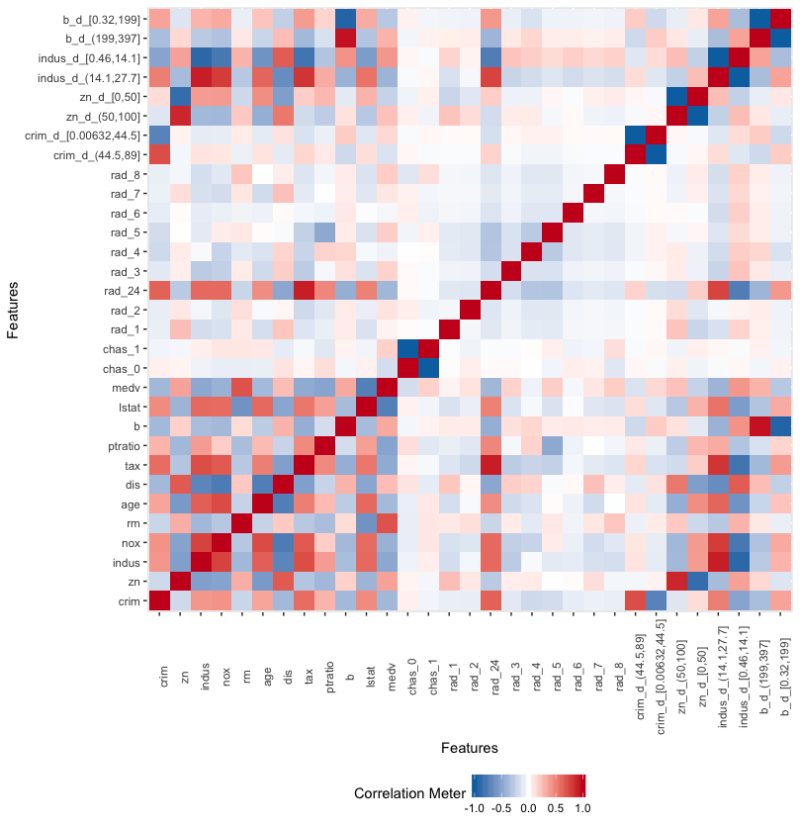 b_d_[0.32,199]
b_d_(199,397]
indus_d_[0.46,14.1]
indus_d_(14.1,27.7]
zn_d_[0,50]
zn_d_(50,100]
crim_d_[0.00632,44.5]
crim_d_(44.5,89]
rad_8
rad_7
rad_6
rad_5
rad_4
rad_3
rad_24
rad_2
rad_1
chas_1
chas_0
medv
lstat
b
ptratio
tax
dis
age
rm
nox
indus
zn
crim
Features
crim
zn
indus
nox
rm
age
dis
tax
ptratio
b
lstat
medv
chas_0
chas_1
rad_1
rad_2
rad_24
rad_3
rad_4
rad_5
rad_6
rad_7
rad_8
crim_d_(44.5,89]
crim_d_[0.00632,44.5]
zn_d_(50,100]
zn_d_[0,50]
indus_d_(14.1,27.7]
indus_d_[0.46,14.1]
b_d_(199,397]
b_d_[0.32,199]
Features
Correlation Meter
-1.0 -0.5 0.0 0.5 1.0